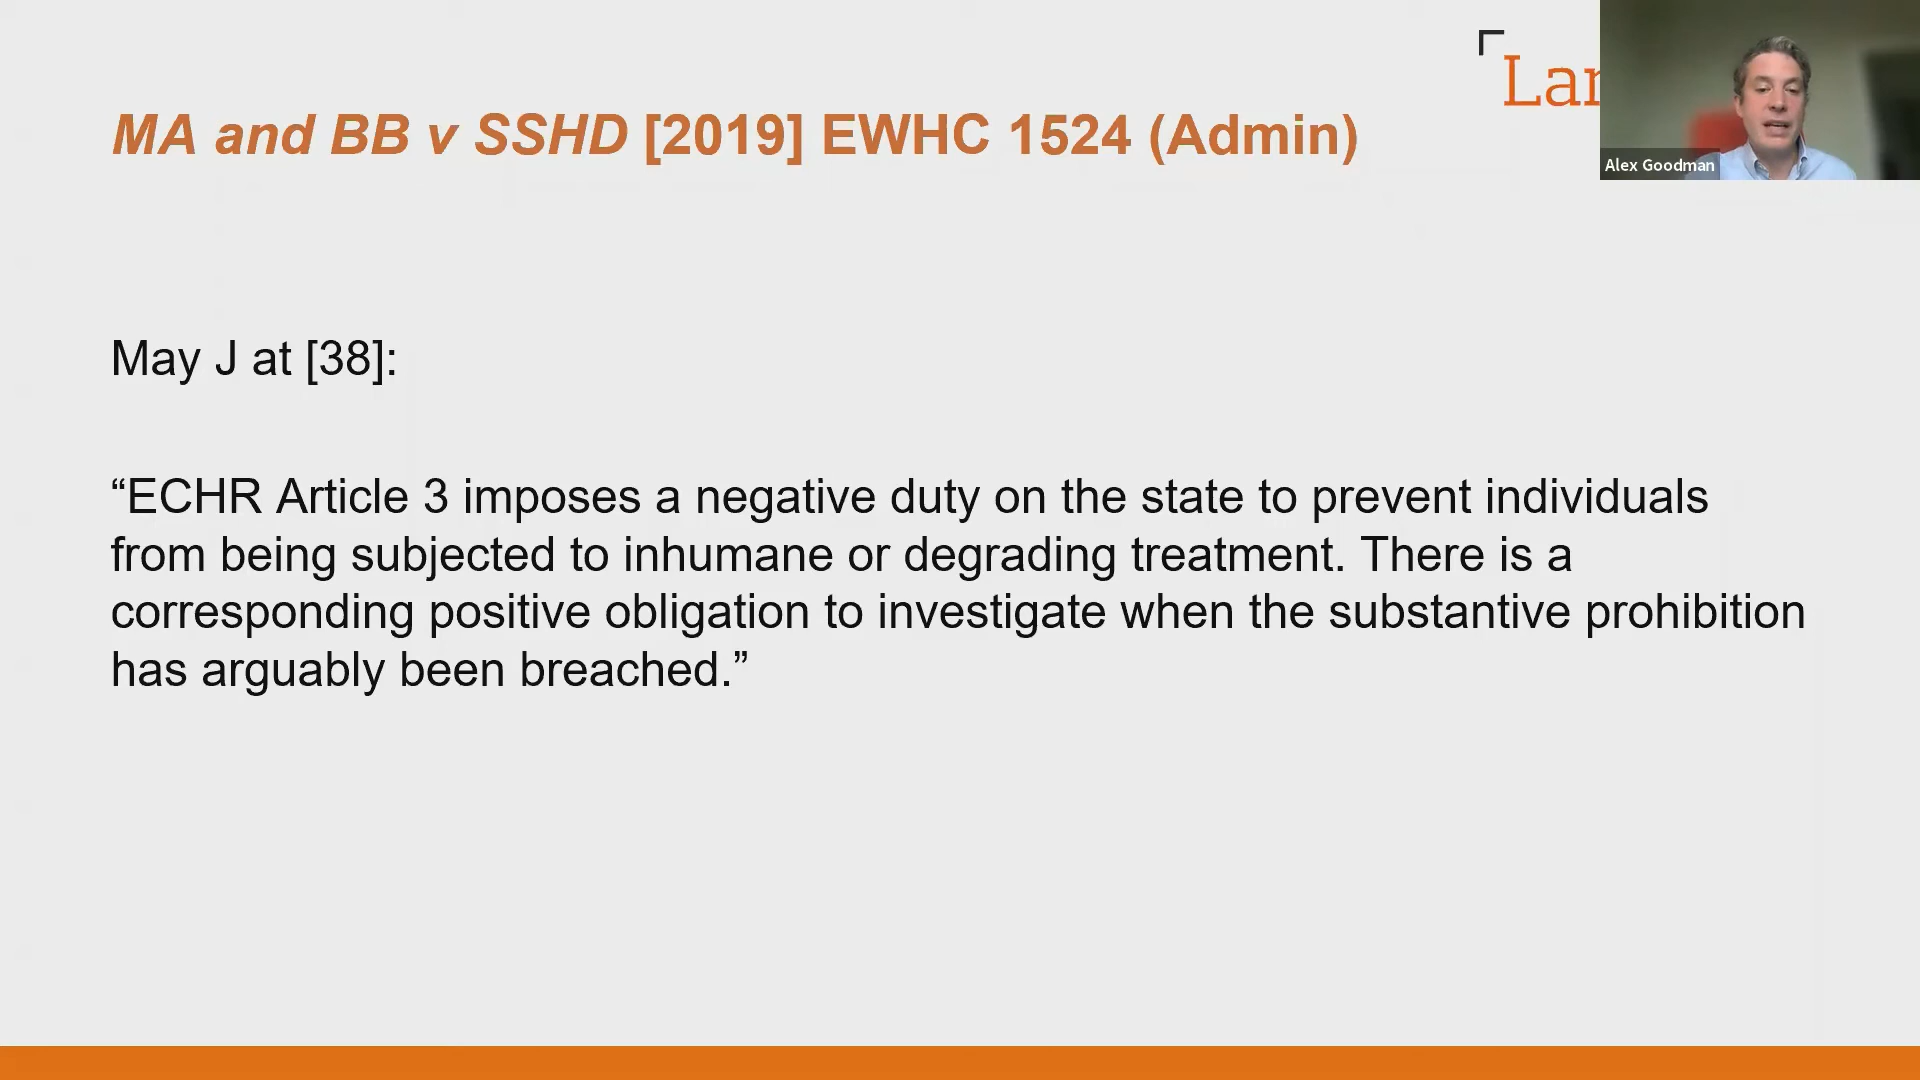 Lan
MA and BB v SSHD [2019] EWHC 1524 (Admin)
Alex Goodman
May J at [38]:
“ECHR Article 3 imposes a negative duty on the state to prevent individuals
from being subjected to inhumane or degrading treatment. There is a
corresponding positive obligation to investigate when the substantive prohibition
has arguably been breached.”